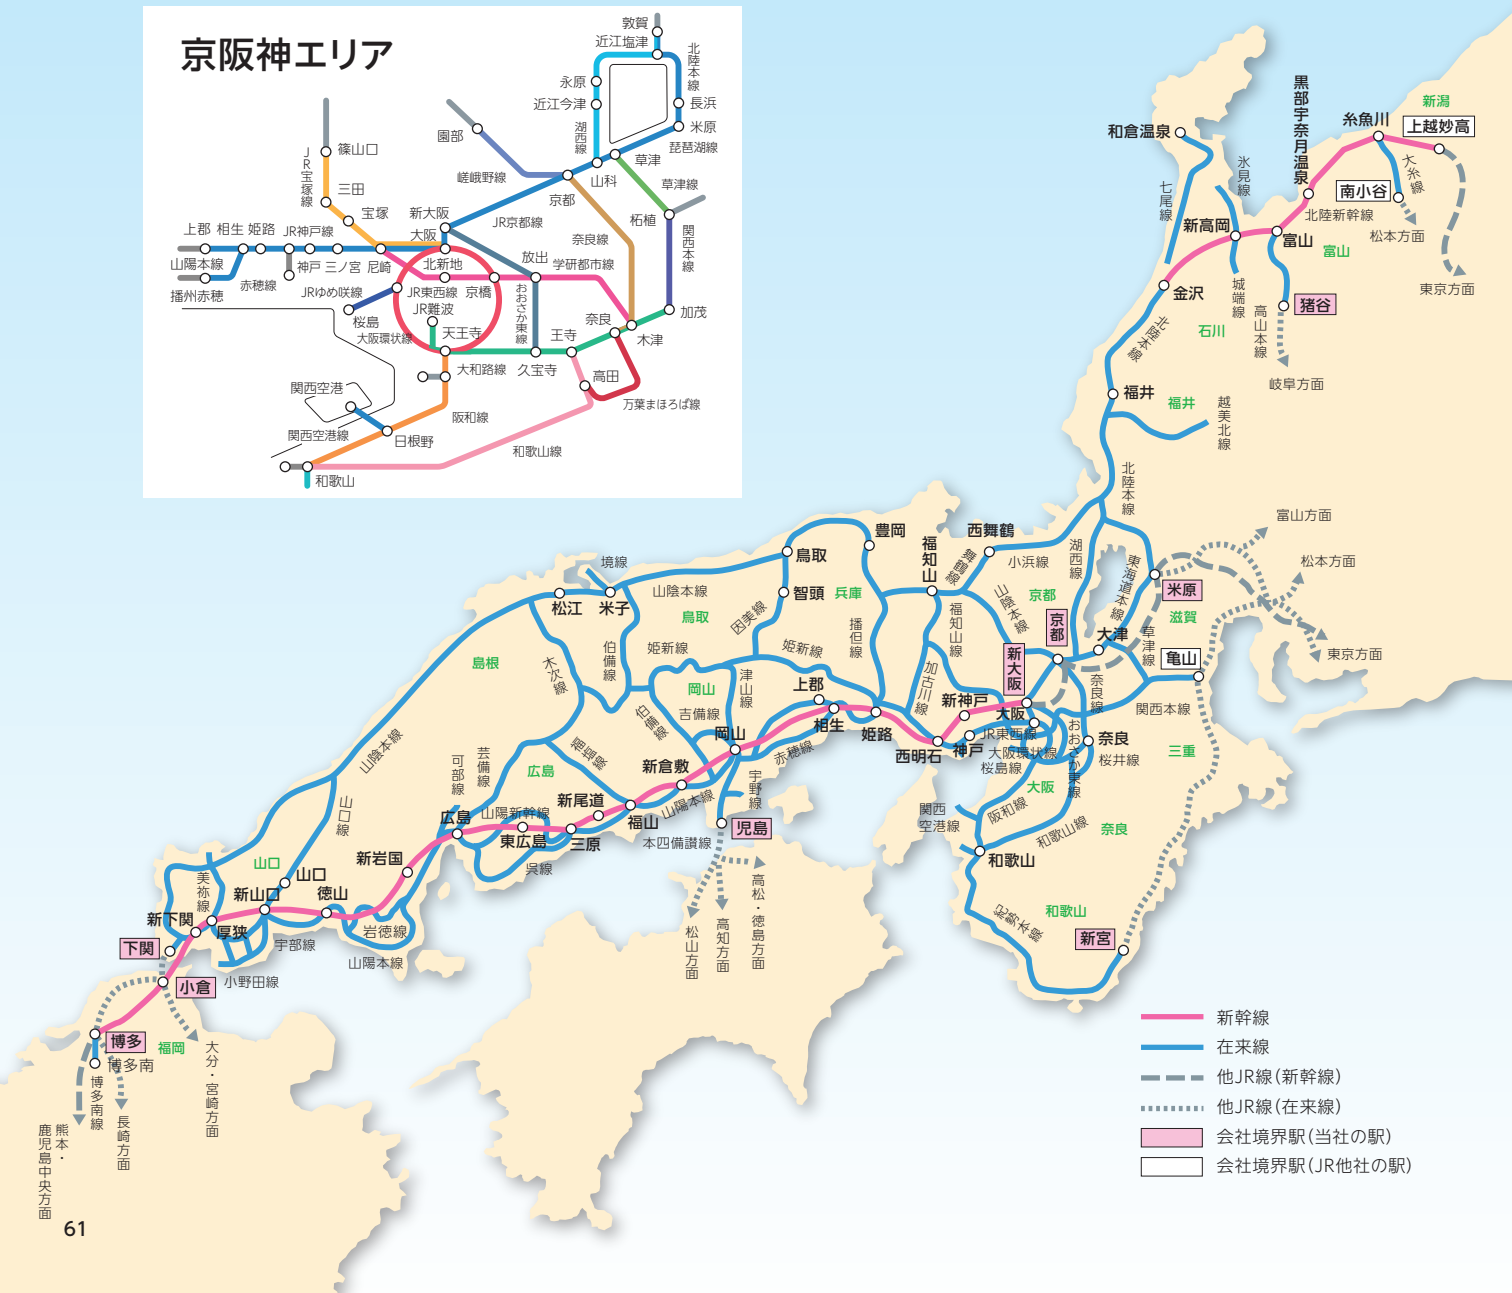 京阪神エリア
敦賀
近江塩津
北陸本線
永原
近江今津
長浜
湖西線
米原
琵琶湖線
園部
草津
山科
嵯峨野線
草津線
京都
JR宝塚線
篠山口
三田
宝塚
新大阪
大阪
JR京都線
柘植
上郡
相生
姫路
JR神戸線
奈良線
関西本線
山陽本線
神戸
三ノ宮
尼崎
北新地
放出
学研都市線
播州赤穂
赤穂線
JRゆめ咲線
JR東西線
京橋
おおさか東線
桜島
JR難波
大阪環状線
天王寺
王寺
奈良
木津
加茂
大和路線
久宝寺
高田
関西空港
万葉まほろば線
阪和線
関西空港線
日根野
和歌山線
和歌山
和倉温泉
七尾線
氷見線
黒部宇奈月温泉
糸魚川
新潟
上越妙高
大糸線
南小谷
北陸新幹線
松本方面
新高岡
富山
富山
東京方面
金沢
城端線
高山本線
猪谷
北陸本線
石川
岐阜方面
福井
福井
越美北線
北陸本線
富山方面
松本方面
東京方面
豊岡
鳥取
福知山
西舞鶴
舞鶴線
小浜線
湖西線
東海道本線
米原
滋賀
境線
松江
米子
山陰本線
鳥取
智頭
兵庫
因美線
播但線
福知山線
山陰本線
京都
京都
大津
草津線
亀山
島根
木次線
伯備線
姫新線
姫新線
岡山
津山線
上郡
加古川線
新神戸
新大阪
奈良線
関西本線
伯備線
吉備線
岡山
相生
姫路
西明石
神戸
大阪
JR東西線
大阪環状線
桜島線
おおさか東線
奈良
桜井線
三重
山陰本線
可部線
芸備線
福塩線
広島
新倉敷
赤穂線
宇野線
大阪
関西
空港線
阪和線
和歌山線
奈良
山口線
広島
山陽新幹線
新尾道
福山
山陽本線
児島
東広島
三原
本四備讃線
呉線
和歌山
紀勢本線
和歌山
新宮
山口
美祢線
新山口
山口
徳山
新岩国
新下関
厚狭
宇部線
岩徳線
下関
山陽本線
小野田線
小倉
松山方面
高知方面
高松・徳島方面
博多
博多南
福岡
大分・宮崎方面
博多南線
長崎方面
熊本・
鹿児島中央方面
新幹線
在来線
他JR線(新幹線)
他JR線(在来線)
会社境界駅(当社の駅)
会社境界駅(JR他社の駅)
61